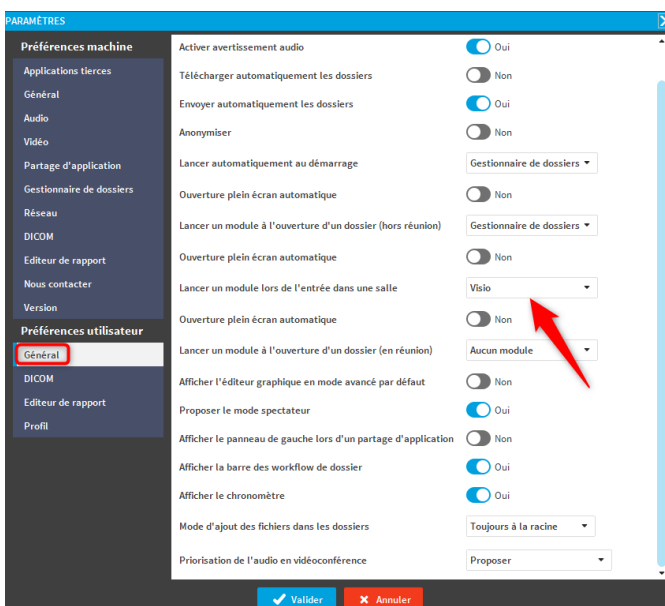 PARAMÈTRES
Préférences machine
Applications tierces
Général
Audio
Vidéo
Partage d'application
Gestionnaire de dossiers
Réseau
DICOM
Editeur de rapport
Nous contacter
Version
Préférences utilisateur
Général
DICOM
Editeur de rapport
Profil
Activer avertissement audio Oui
Télécharger automatiquement les dossiers Non
Envoyer automatiquement les dossiers Oui
Anonymiser Non
Lancer automatiquement au démarrage Gestionnaire de dossiers
Ouverture plein écran automatique Non
Lancer un module à l'ouverture d'un dossier (hors réunion) Gestionnaire de dossiers
Ouverture plein écran automatique Non
Lancer un module lors de l'entrée dans une salle Visio
Ouverture plein écran automatique Non
Lancer un module à l'ouverture d'un dossier (en réunion) Aucun module
Afficher l'éditeur graphique en mode avancé par défaut Non
Proposer le mode spectateur Oui
Afficher le panneau de gauche lors d'un partage d'application Non
Afficher la barre des workflow de dossier Oui
Afficher le chronomètre Oui
Mode d'ajout des fichiers dans les dossiers Toujours à la racine
Priorisation de l'audio en vidéoconférence Proposer
Valider Annuler